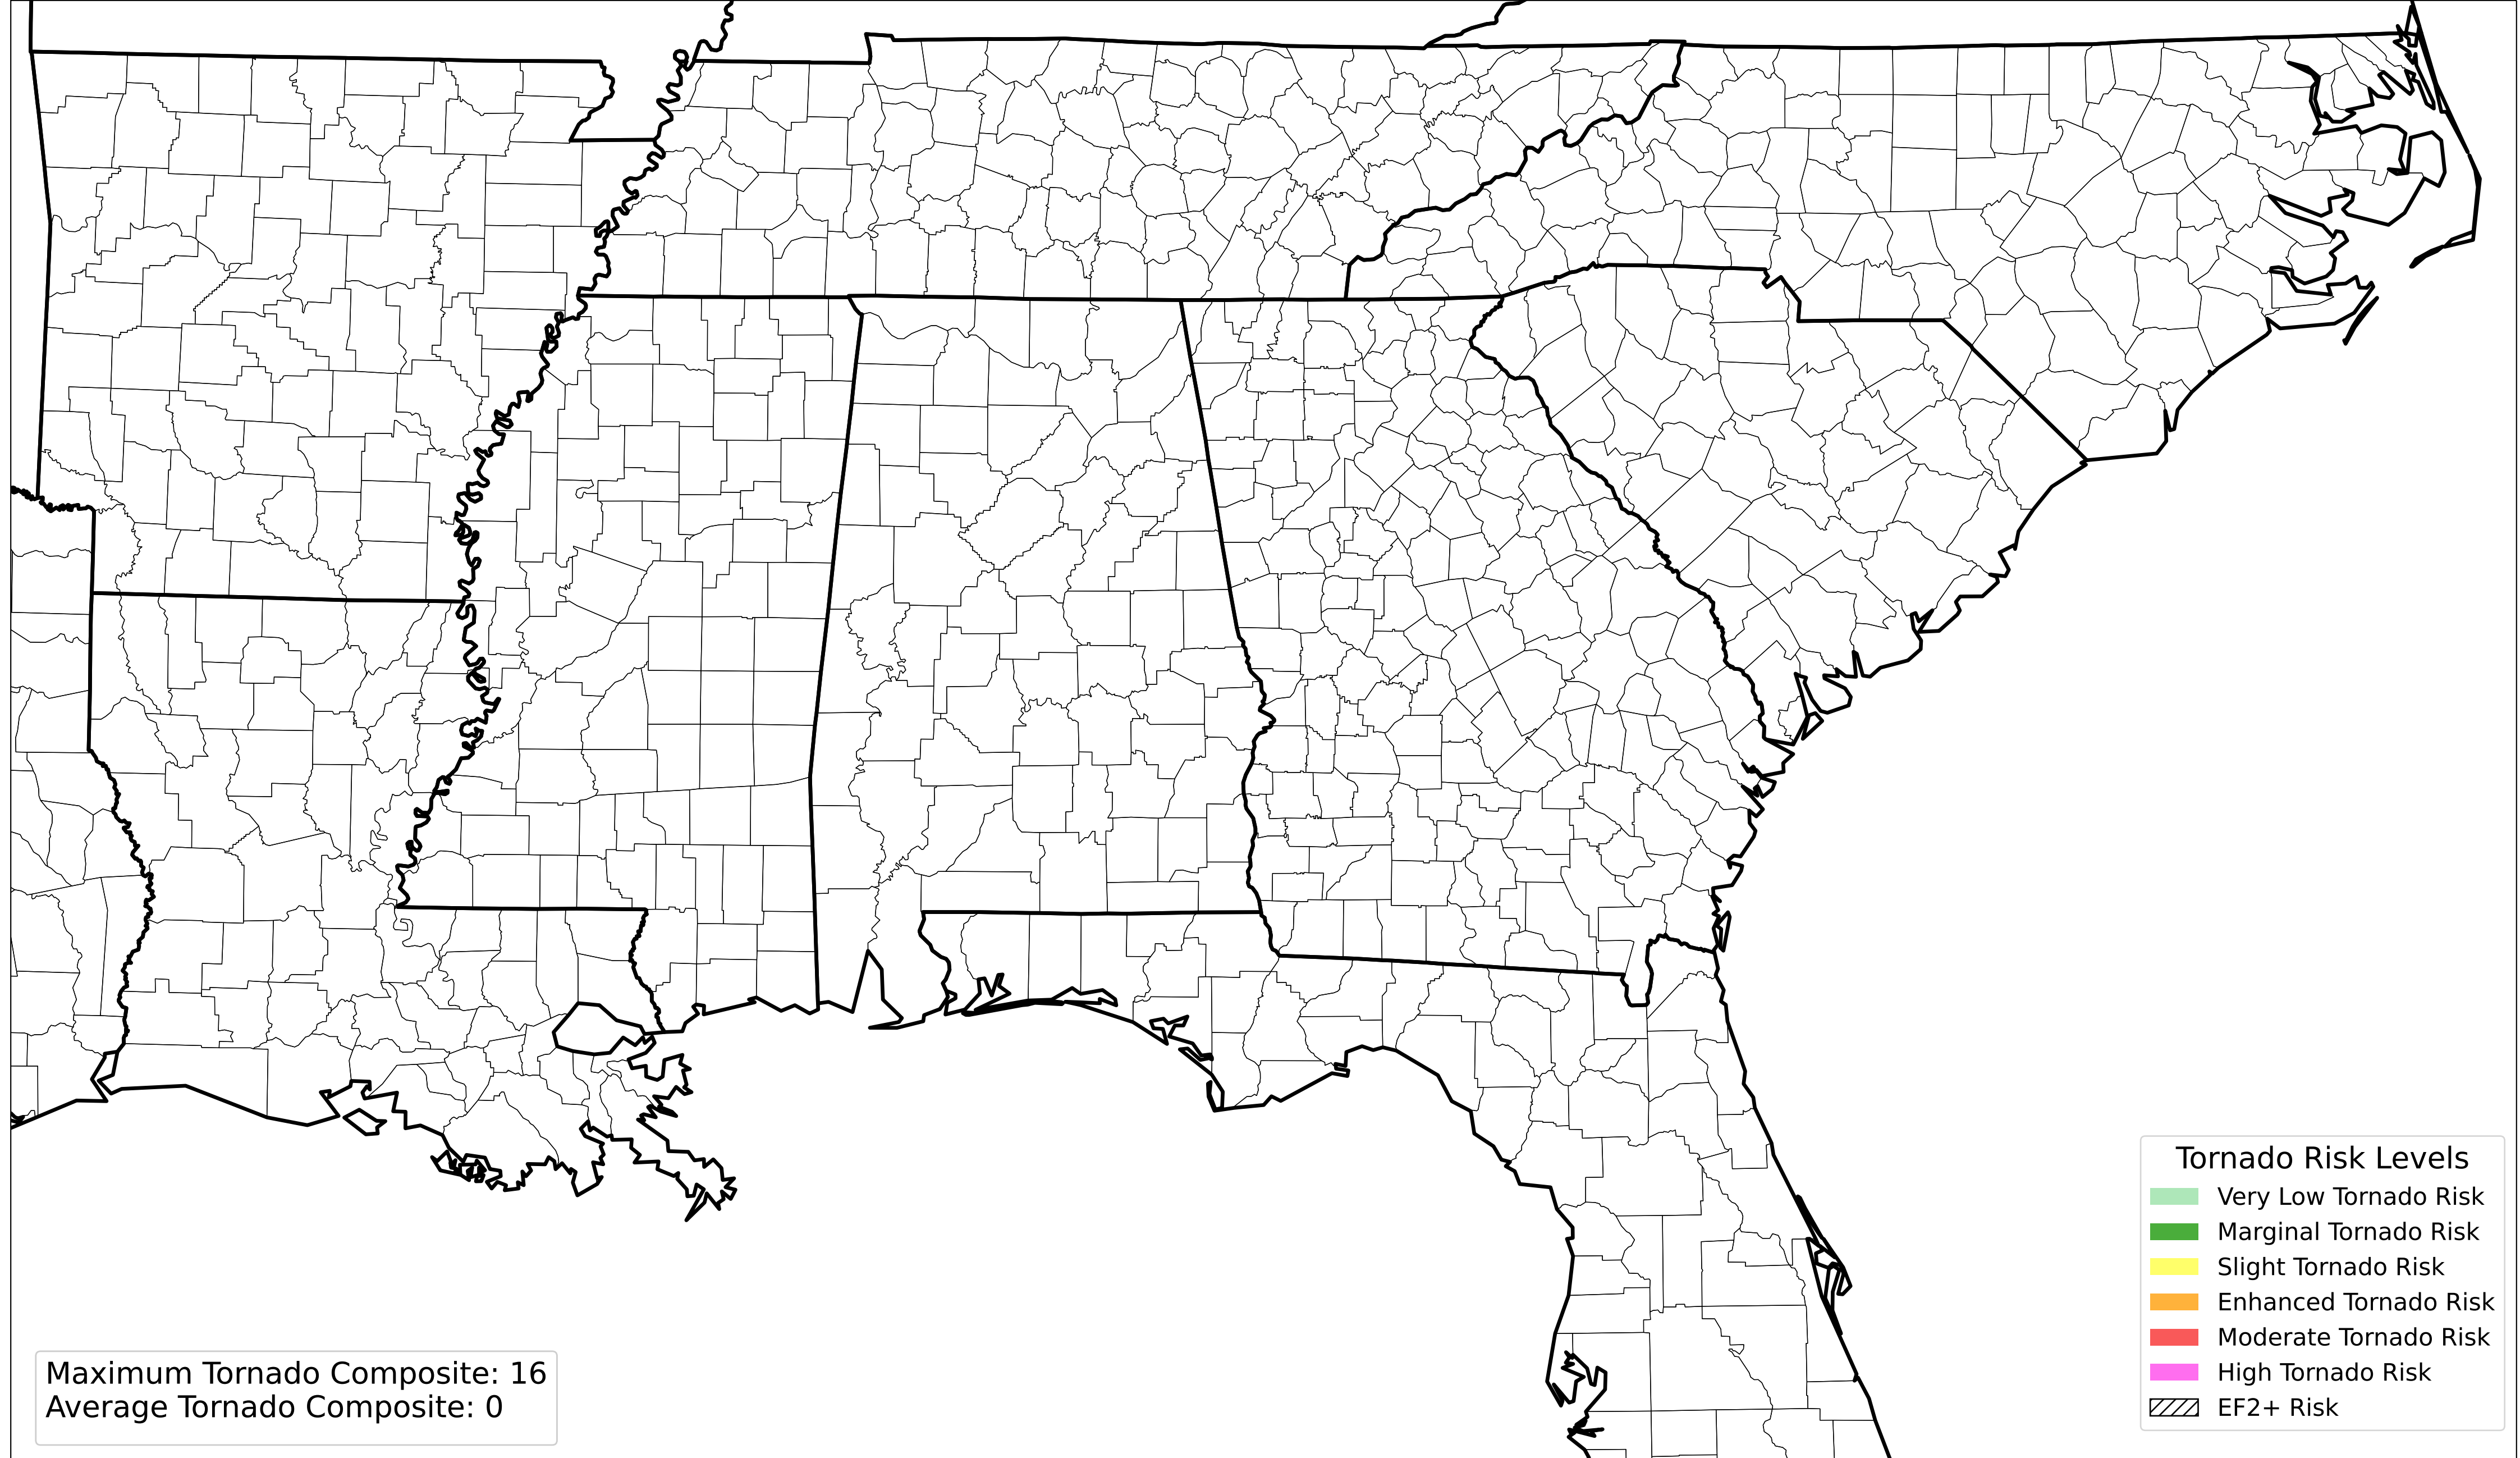 Tornado Risk Levels
Very Low Tornado Risk
Marginal Tornado Risk
Slight Tornado Risk
Enhanced Tornado Risk
Moderate Tornado Risk
High Tornado Risk
EF2+ Risk
Maximum Tornado Composite: 16
Average Tornado Composite: 0